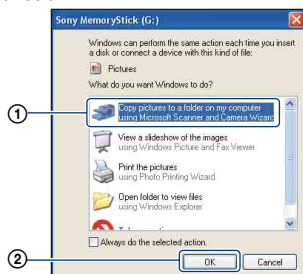 Sony MemoryStick (G:)
Windows can perform the same action each time you insert
a disk or connect a device with this kind of file:
Pictures
What do you want Windows to do?
① Copy pictures to a folder on my computer
using Microsoft Scanner and Camera Wizard
View a slideshow of the images
using Windows Picture and Fax Viewer
Print the pictures
using Photo Printing Wizard
Open folder to view files
using Windows Explorer
Always do the selected action.
② OK Cancel